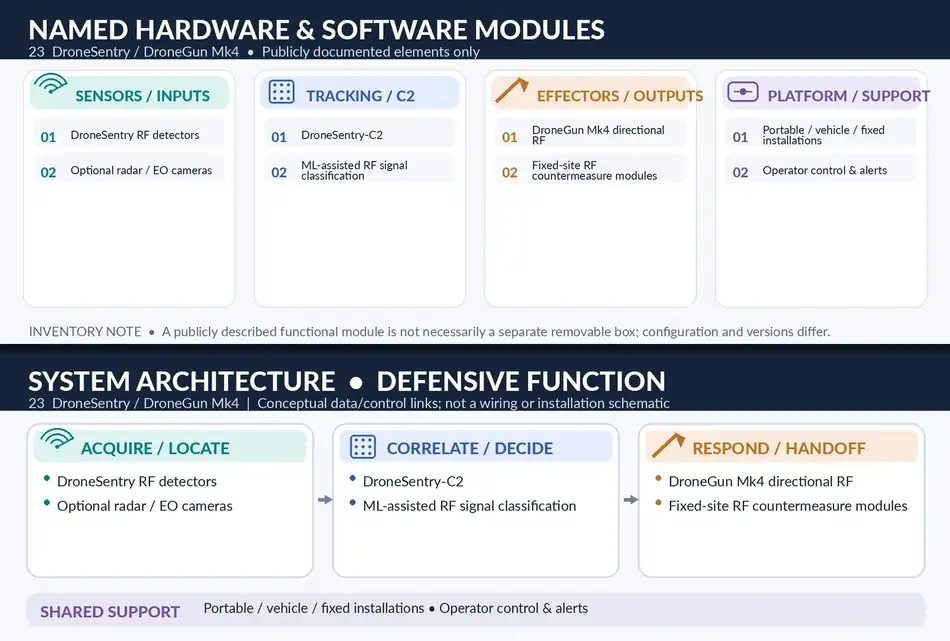 NAMED HARDWARE & SOFTWARE MODULES
23 DroneSentry / DroneGun Mk4 • Publicly documented elements only
SENSORS / INPUTS
01 DroneSentry RF detectors
02 Optional radar / EO cameras
TRACKING / C2
01 DroneSentry-C2
02 ML-assisted RF signal
classification
EFFECTORS / OUTPUTS
01 DroneGun Mk4 directional
RF
02 Fixed-site RF
countermeasure modules
PLATFORM / SUPPORT
01 Portable / vehicle / fixed
installations
02 Operator control & alerts
INVENTORY NOTE • A publicly described functional module is not necessarily a separate removable box; configuration and versions differ.
SYSTEM ARCHITECTURE • DEFENSIVE FUNCTION
23 DroneSentry / DroneGun Mk4 | Conceptual data/control links; not a wiring or installation schematic
ACQUIRE / LOCATE
• DroneSentry RF detectors
• Optional radar / EO cameras
CORRELATE / DECIDE
• DroneSentry-C2
• ML-assisted RF signal classification
RESPOND / HANDOFF
• DroneGun Mk4 directional RF
• Fixed-site RF countermeasure modules
SHARED SUPPORT Portable / vehicle / fixed installations • Operator control & alerts